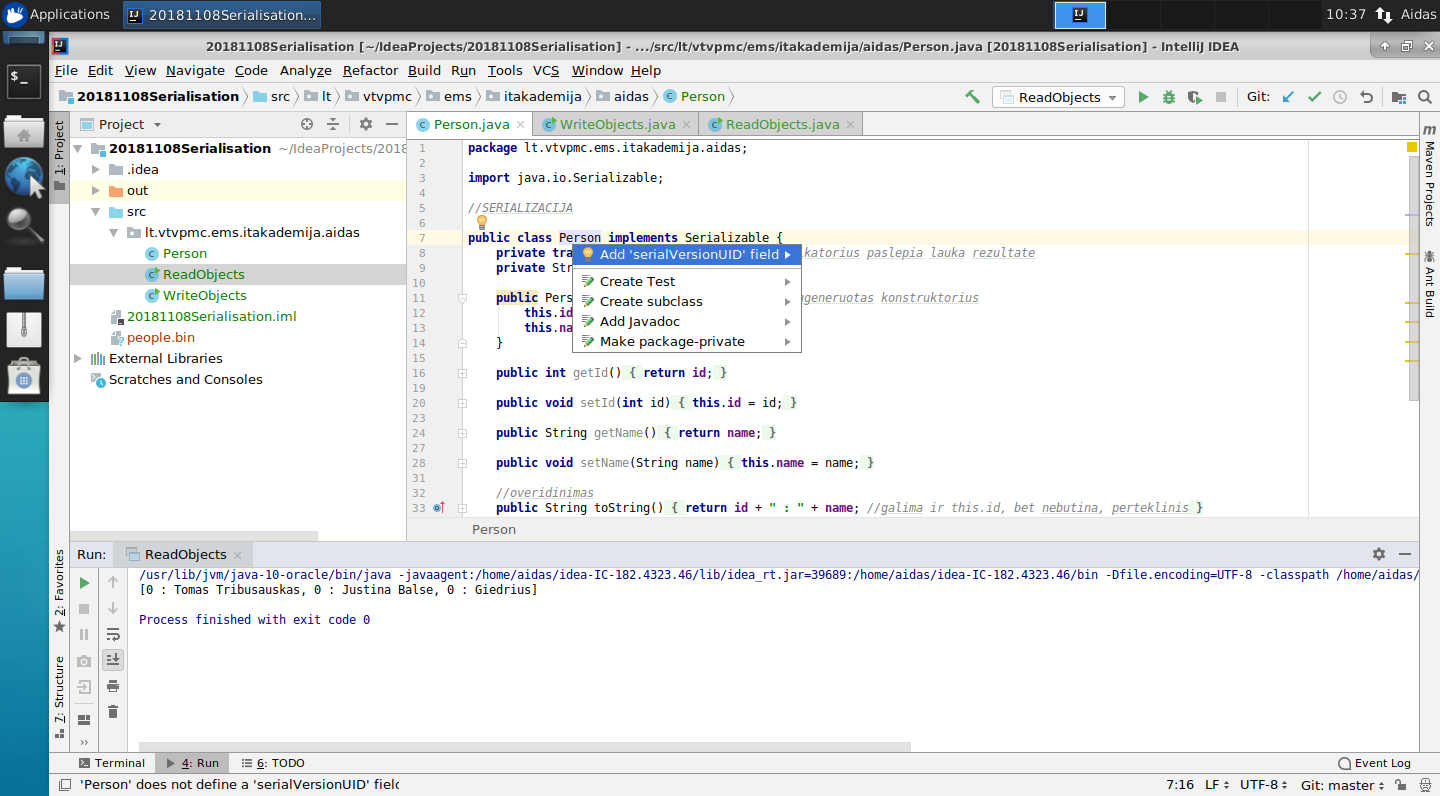 Applications
20181108Serialisation...
10:37
Aidas
20181108Serialisation [~/IdeaProjects/20181108Serialisation] - .../src/lt/vtvpmc/ems/itakademija/aidas/Person.java [20181108Serialisation] - IntelliJ IDEA
File Edit View Navigate Code Analyze Refactor Build Run Tools VCS Window Help
20181108Serialisation src lt vtvpmc ems itakademija aidas Person
ReadObjects
Git:
1: Project
Project
Person.java
WriteObjects.java
ReadObjects.java
20181108Serialisation ~/IdeaProjects/2018
.idea
out
src
lt.vtvpmc.ems.itakademija.aidas
Person
ReadObjects
WriteObjects
20181108Serialisation.iml
people.bin
External Libraries
Scratches and Consoles
1 package lt.vtvpmc.ems.itakademija.aidas;
2
3 import java.io.Serializable;
4
5 //SERIALIZACIJA
6
7 public class Person implements Serializable {
8 private tra ikatorius paslepia lauka rezultate
9 private Str
10
11 public Pers ugeneruotas konstruktorius
12 this.id
13 this.na
14 }
15
16 public int getId() { return id; }
19
20 public void setId(int id) { this.id = id; }
23
24 public String getName() { return name; }
27
28 public void setName(String name) { this.name = name; }
31
32 //overidinimas
33 public String toString() { return id + " : " + name; //galima ir this.id, bet nebutina, perteklinis }
Add 'serialVersionUID' field
Create Test
Create subclass
Add Javadoc
Make package-private
Person
Maven Projects
Ant Build
Run: ReadObjects
/usr/lib/jvm/java-10-oracle/bin/java -javaagent:/home/aidas/idea-IC-182.4323.46/lib/idea_rt.jar=39689:/home/aidas/idea-IC-182.4323.46/bin -Dfile.encoding=UTF-8 -classpath /home/aidas/
[0 : Tomas Tribusauskas, 0 : Justina Balse, 0 : Giedrius]
Process finished with exit code 0
2: Favorites
7: Structure
Terminal
4: Run
6: TODO
Event Log
'Person' does not define a 'serialVersionUID' field
7:16 LF UTF-8 Git: master